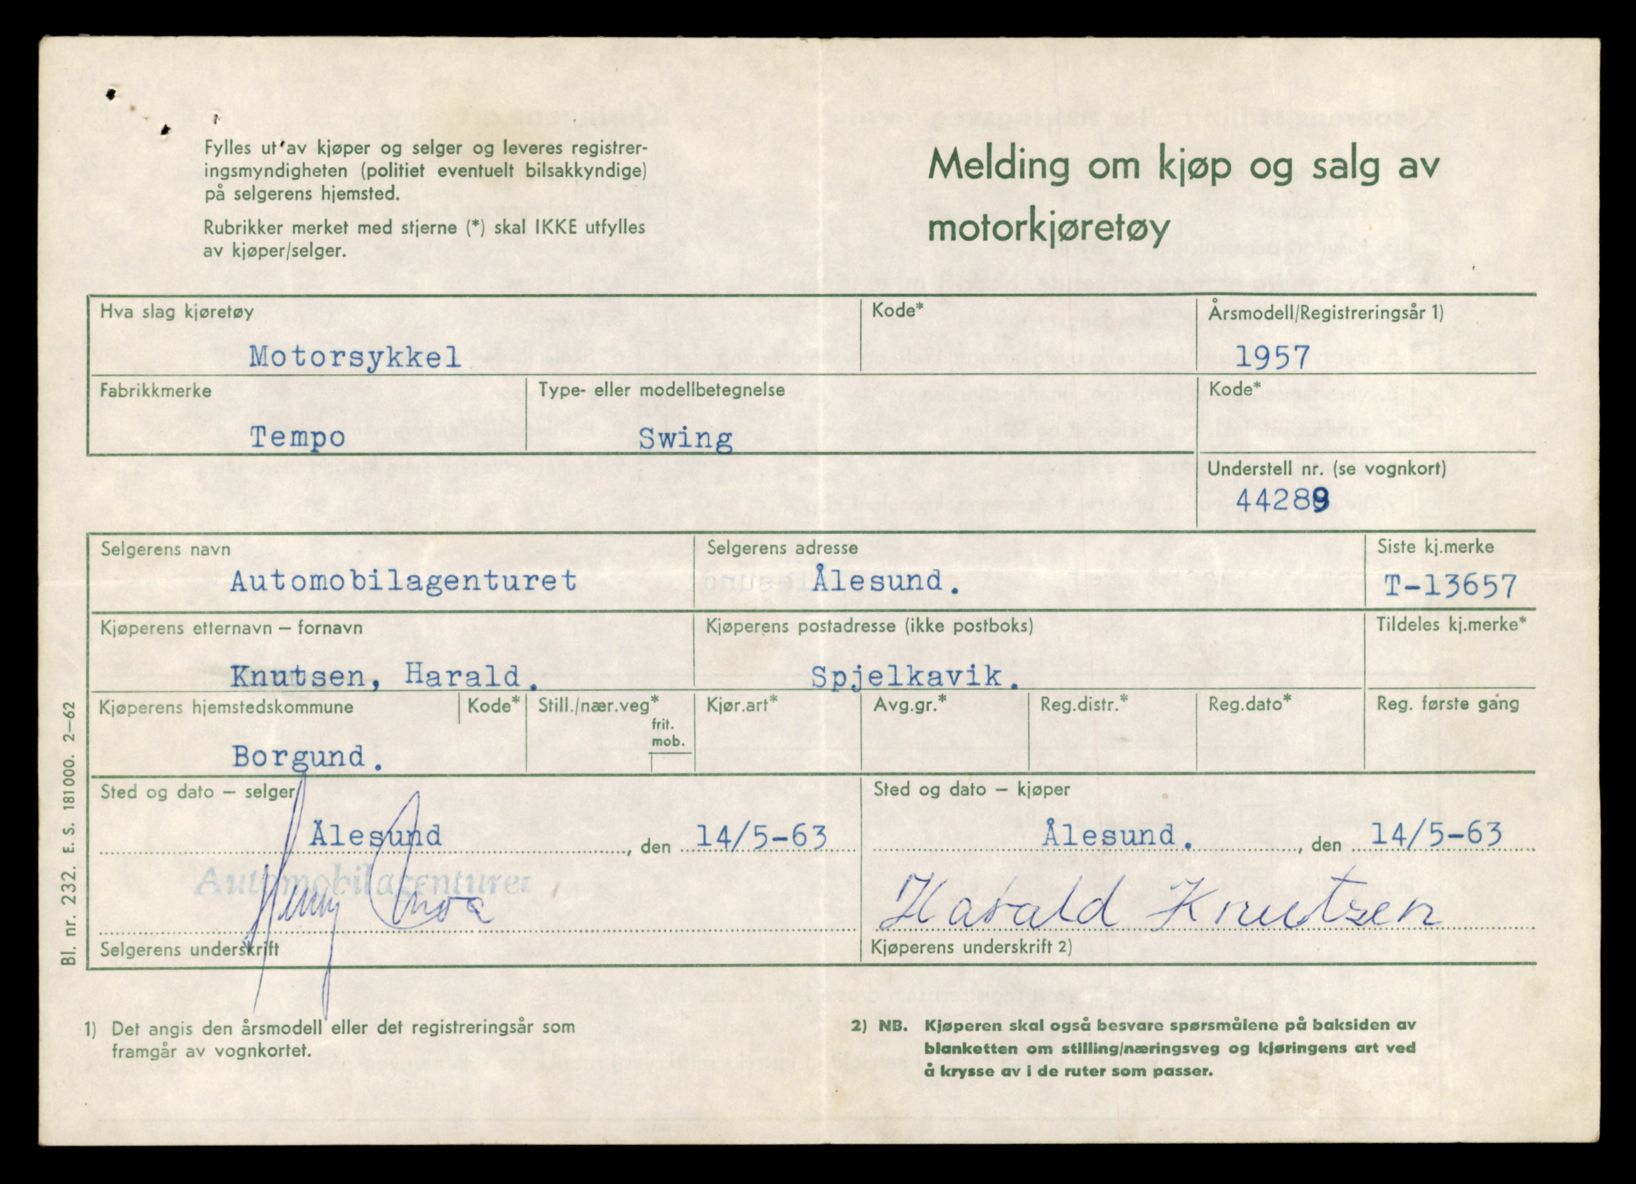 Fylles ut av kjøper og selger og leveres registrer-
ingsmyndigheten (politiet eventuelt bilsakkyndige)
på selgerens hjemsted.
Rubrikker merket med stjerne (*) skal IKKE utfylles
av kjøper/selger.
Melding om kjøp og salg av
motorkjøretøy
Hva slag kjøretøy
Kode*
Årsmodell/Registreringsår 1)
Motorsykkel
1957
Fabrikkmerke
Type- eller modellbetegnelse
Kode*
Tempo
Swing
Understell nr. (se vognkort)
44289
Selgerens navn
Selgerens adresse
Siste kj.merke
Automobilagenturet
Ålesund.
T-13657
Kjøperens etternavn – fornavn
Kjøperens postadresse (ikke postboks)
Tildeles kj.merke*
Knutsen, Harald.
Spjelkavik.
Kjøperens hjemstedskommune
Kode*
Still./nær.veg*
frit.
mob.
Kjør.art*
Avg.gr.*
Reg.distr.*
Reg.dato*
Reg. første gang
Borgund.
Sted og dato – selger
Sted og dato – kjøper
Ålesund, den 14/5-63
Ålesund., den 14/5-63
Automobilagenturet
Henry
Harald Knutsen
Selgerens underskrift
Kjøperens underskrift 2)
1) Det angis den årsmodell eller det registreringsår som
framgår av vognkortet.
2) NB. Kjøperen skal også besvare spørsmålene på baksiden av
blanketten om stilling/næringsveg og kjøringens art ved
å krysse av i de ruter som passer.
Bl. nr. 232. E. S. 181000. 2–62